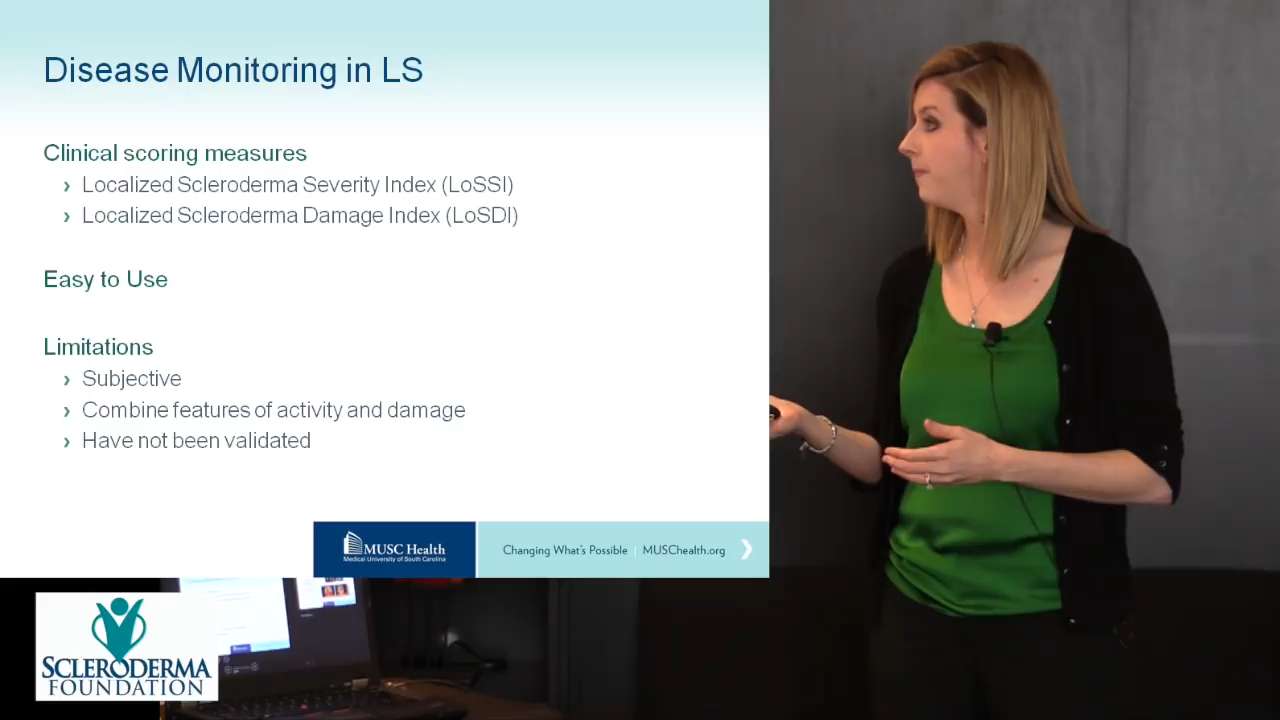 Disease Monitoring in LS
Clinical scoring measures
› Localized Scleroderma Severity Index (LoSSI)
› Localized Scleroderma Damage Index (LoSDI)
Easy to Use
Limitations
› Subjective
› Combine features of activity and damage
› Have not been validated
MUSC Health
Medical University of South Carolina
Changing What's Possible | MUSChealth.org
SCLERODERMA
FOUNDATION